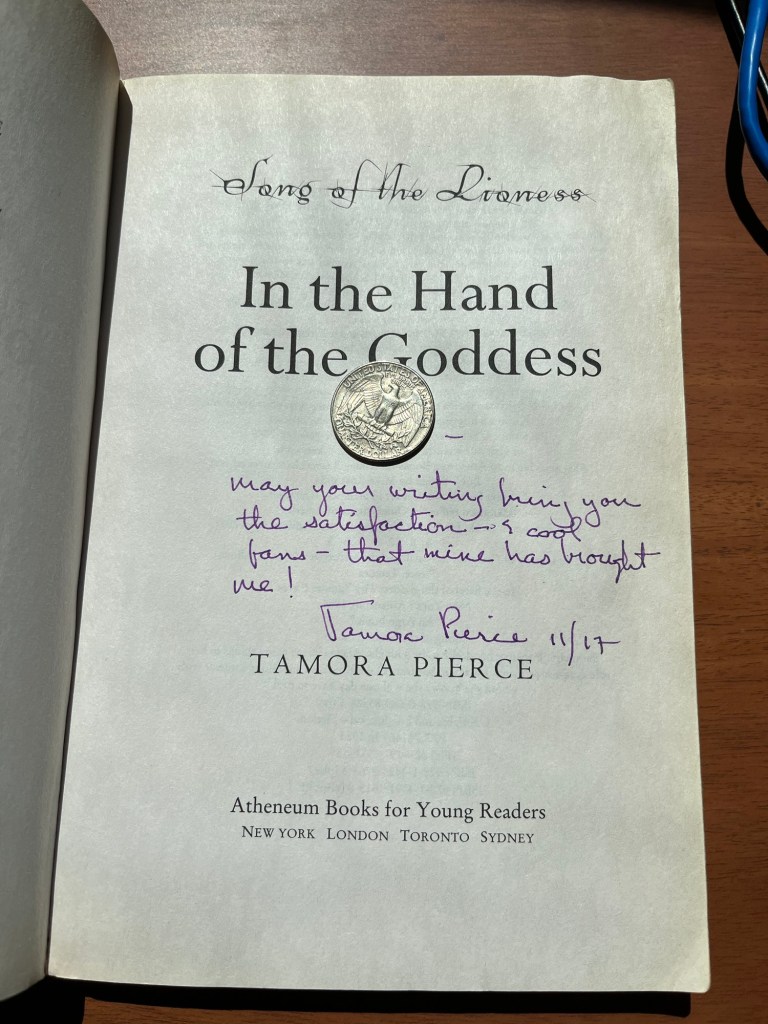 Song of the Lioness
In the Hand
of the Goddess
UNITED STATES OF AMERICA
–
may your writing bring you
the satisfaction – & cool
fans – that mine has brought
me!
Tamora Pierce 11/17
TAMORA PIERCE
Atheneum Books for Young Readers
NEW YORK LONDON TORONTO SYDNEY